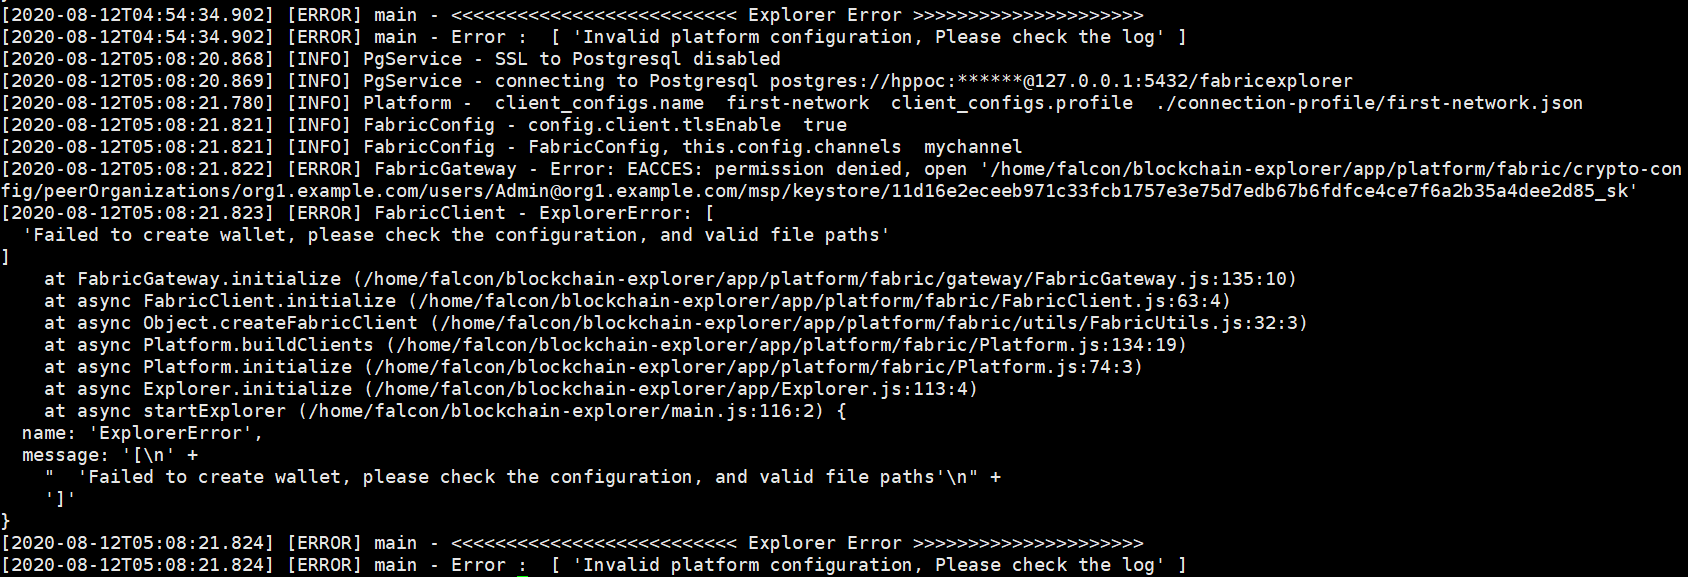 [2020-08-12T04:54:34.902] [ERROR] main - <<<<<<<<<<<<<<<<<<<<<<<<<< Explorer Error >>>>>>>>>>>>>>>>>>>>>
[2020-08-12T04:54:34.902] [ERROR] main - Error :  [ 'Invalid platform configuration, Please check the log' ]
[2020-08-12T05:08:20.868] [INFO] PgService - SSL to Postgresql disabled
[2020-08-12T05:08:20.869] [INFO] PgService - connecting to Postgresql postgres://hppoc:******@127.0.0.1:5432/fabricexplorer
[2020-08-12T05:08:21.780] [INFO] Platform -  client_configs.name  first-network  client_configs.profile  ./connection-profile/first-network.json
[2020-08-12T05:08:21.821] [INFO] FabricConfig - config.client.tlsEnable  true
[2020-08-12T05:08:21.821] [INFO] FabricConfig - FabricConfig, this.config.channels  mychannel
[2020-08-12T05:08:21.822] [ERROR] FabricGateway - Error: EACCES: permission denied, open '/home/falcon/blockchain-explorer/app/platform/fabric/crypto-con
fig/peerOrganizations/org1.example.com/users/Admin@org1.example.com/msp/keystore/11d16e2eceeb971c33fcb1757e3e75d7edb67b6fdfce4ce7f6a2b35a4dee2d85_sk'
[2020-08-12T05:08:21.823] [ERROR] FabricClient - ExplorerError: [
  'Failed to create wallet, please check the configuration, and valid file paths'
]
    at FabricGateway.initialize (/home/falcon/blockchain-explorer/app/platform/fabric/gateway/FabricGateway.js:135:10)
    at async FabricClient.initialize (/home/falcon/blockchain-explorer/app/platform/fabric/FabricClient.js:63:4)
    at async Object.createFabricClient (/home/falcon/blockchain-explorer/app/platform/fabric/utils/FabricUtils.js:32:3)
    at async Platform.buildClients (/home/falcon/blockchain-explorer/app/platform/fabric/Platform.js:134:19)
    at async Platform.initialize (/home/falcon/blockchain-explorer/app/platform/fabric/Platform.js:74:3)
    at async Explorer.initialize (/home/falcon/blockchain-explorer/app/Explorer.js:113:4)
    at async startExplorer (/home/falcon/blockchain-explorer/main.js:116:2) {
  name: 'ExplorerError',
  message: '[\n' +
    "  'Failed to create wallet, please check the configuration, and valid file paths'\n" +
    ']'
}
[2020-08-12T05:08:21.824] [ERROR] main - <<<<<<<<<<<<<<<<<<<<<<<<<< Explorer Error >>>>>>>>>>>>>>>>>>>>>
[2020-08-12T05:08:21.824] [ERROR] main - Error :  [ 'Invalid platform configuration, Please check the log' ]